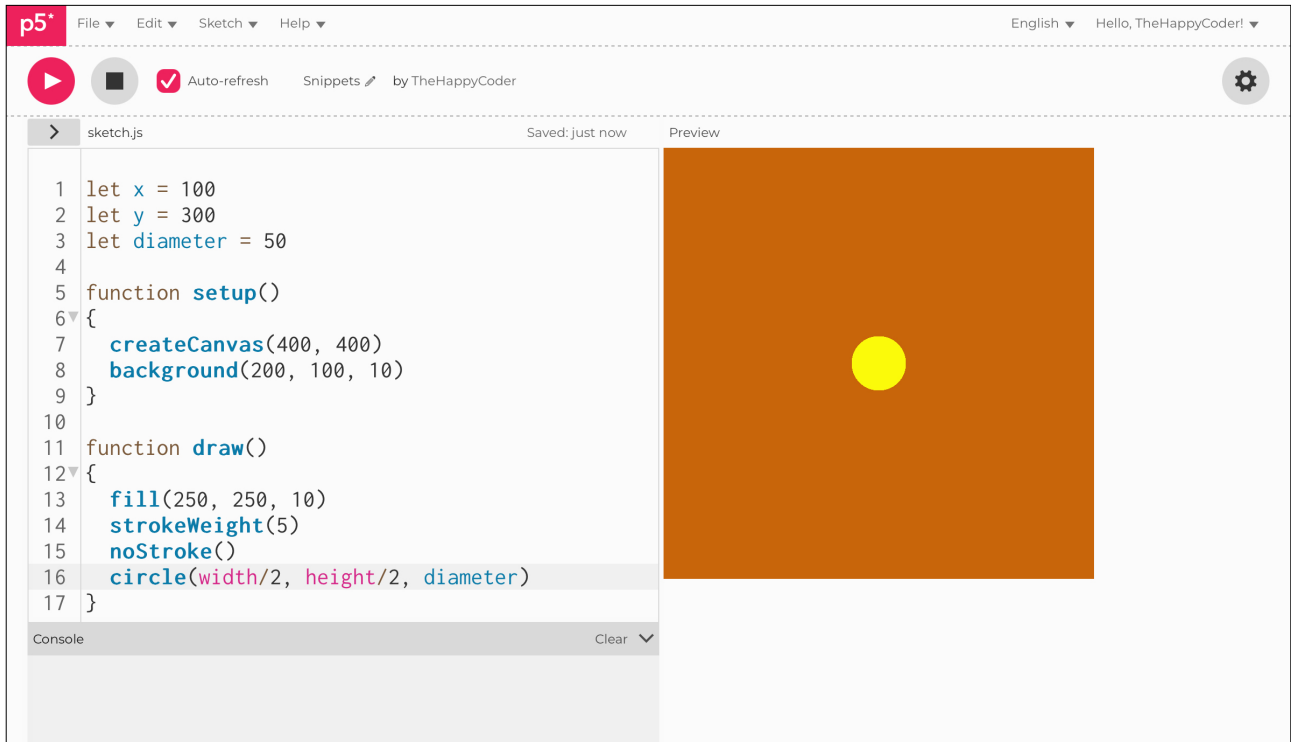 p5* File Edit Sketch Help English Hello, TheHappyCoder!
Auto-refresh Snippets by TheHappyCoder
sketch.js Saved: just now Preview
1 let x = 100
2 let y = 300
3 let diameter = 50
4
5 function setup()
6 {
7 createCanvas(400, 400)
8 background(200, 100, 10)
9 }
10
11 function draw()
12 {
13 fill(250, 250, 10)
14 strokeWeight(5)
15 noStroke()
16 circle(width/2, height/2, diameter)
17 }
Console Clear